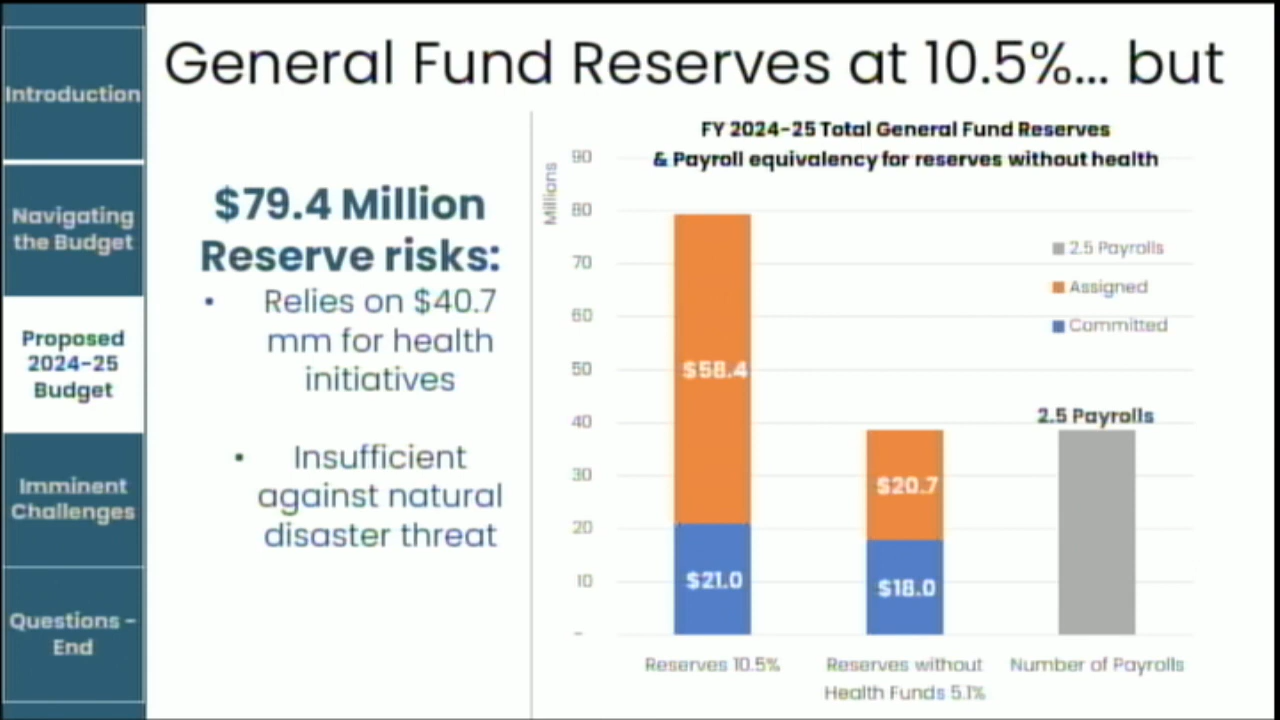 General Fund Reserves at 10.5%... but
Introduction
Navigating
the Budget
Proposed
2024-25
Budget
Imminent
Challenges
Questions -
End
$79.4 Million
Reserve risks:
• Relies on $40.7
mm for health
initiatives
• Insufficient
against natural
disaster threat
FY 2024-25 Total General Fund Reserves
& Payroll equivalency for reserves without health
Millions
90
80
70
60
50
40
30
20
10
-
2.5 Payrolls
Assigned
Committed
$58.4
$21.0
$20.7
$18.0
2.5 Payrolls
Reserves 10.5%
Reserves without
Health Funds 5.1%
Number of Payrolls